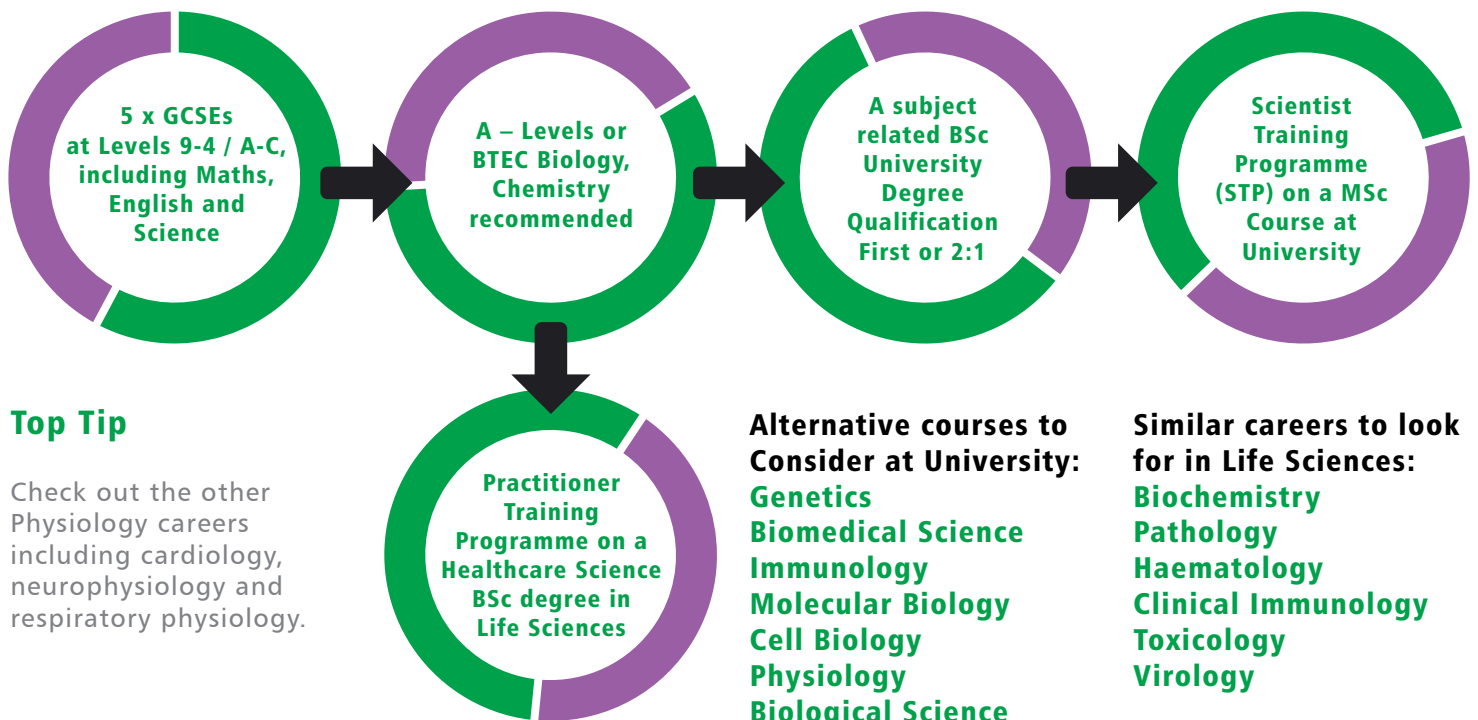 5 x GCSEs
at Levels 9-4 / A-C,
including Maths,
English and
Science
A – Levels or
BTEC Biology,
Chemistry
recommended
A subject
related BSc
University
Degree
Qualification
First or 2:1
Scientist
Training
Programme
(STP) on a MSc
Course at
University
Practitioner
Training
Programme on a
Healthcare Science
BSc degree in
Life Sciences
Top Tip
Check out the other
Physiology careers
including cardiology,
neurophysiology and
respiratory physiology.
Alternative courses to
Consider at University:
Genetics
Biomedical Science
Immunology
Molecular Biology
Cell Biology
Physiology
Biological Science
Similar careers to look
for in Life Sciences:
Biochemistry
Pathology
Haematology
Clinical Immunology
Toxicology
Virology